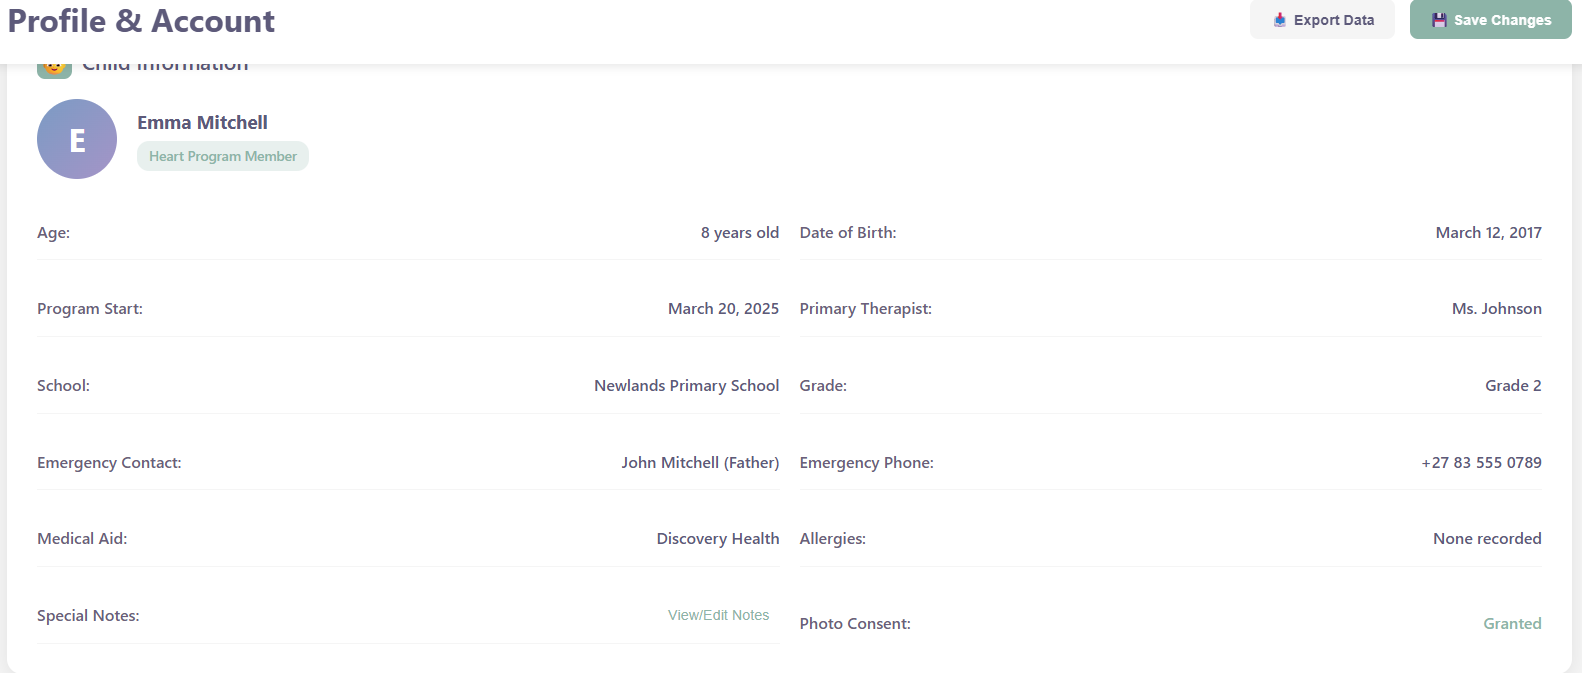 Profile & Account
Export Data
Save Changes
Child Information
E
Emma Mitchell
Heart Program Member
Age: 8 years old
Date of Birth: March 12, 2017
Program Start: March 20, 2025
Primary Therapist: Ms. Johnson
School: Newlands Primary School
Grade: Grade 2
Emergency Contact: John Mitchell (Father)
Emergency Phone: +27 83 555 0789
Medical Aid: Discovery Health
Allergies: None recorded
Special Notes: View/Edit Notes
Photo Consent: Granted